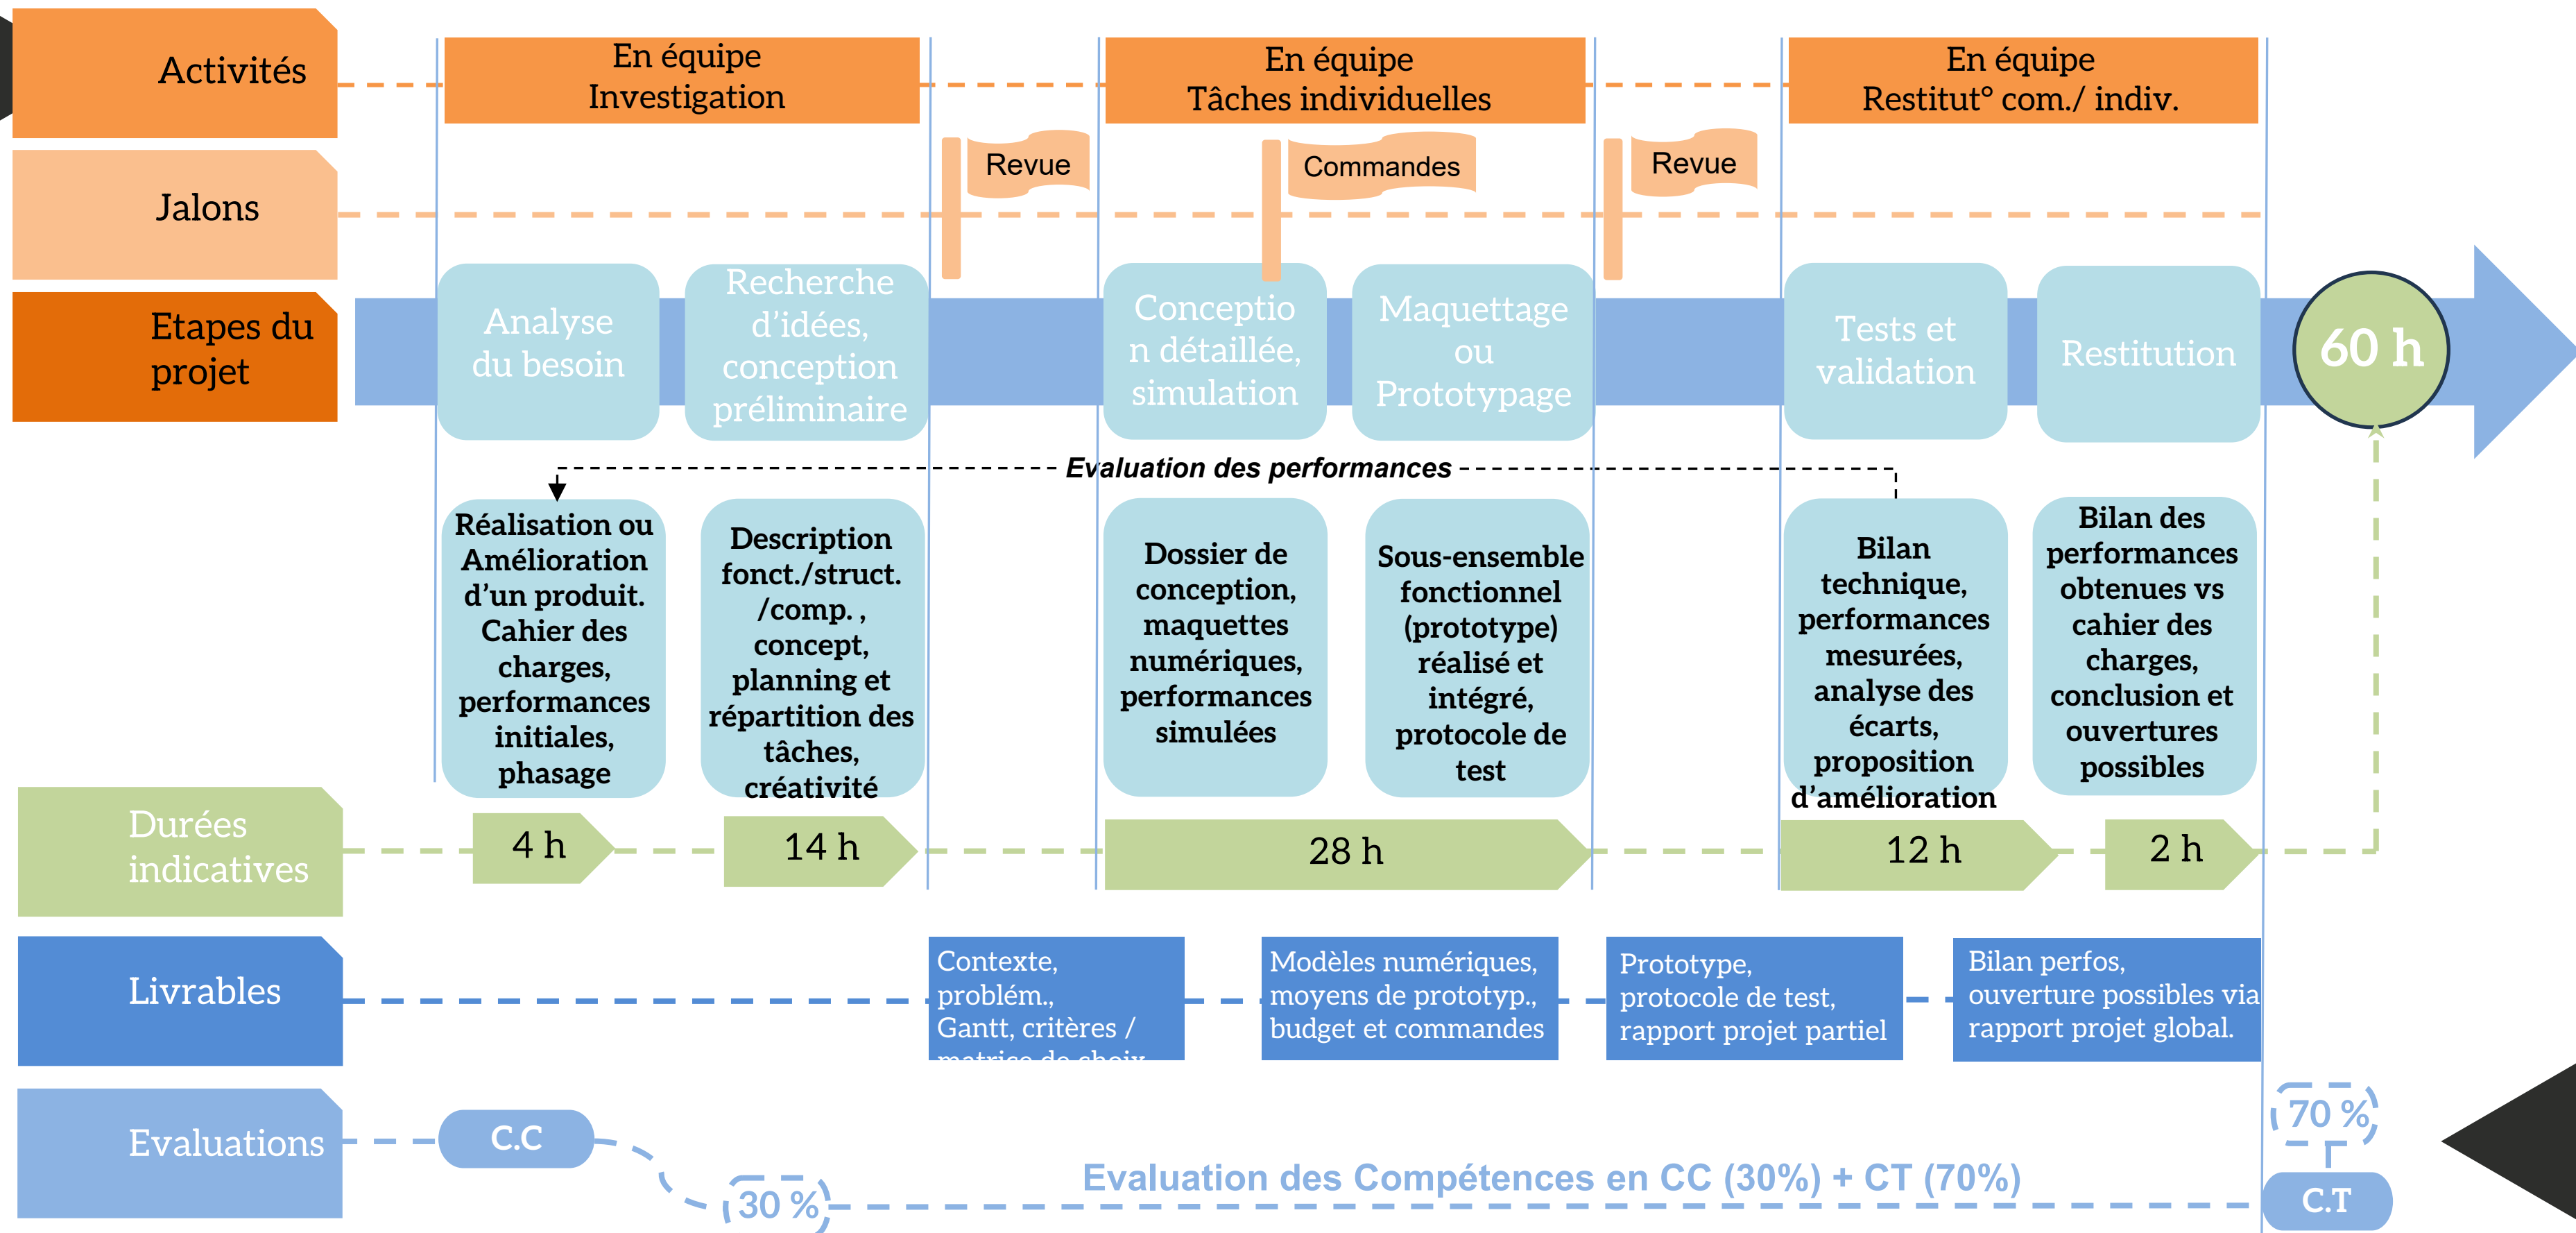 Activités
En équipe
Investigation
En équipe
Tâches individuelles
En équipe
Restitut° com./ indiv.
Jalons
Revue
Commandes
Revue
Etapes du
projet
Analyse
du besoin
Recherche
d’idées,
conception
préliminaire
Conceptio
n détaillée,
simulation
Maquettage
ou
Prototypage
Tests et
validation
Restitution
60 h
Evaluation des performances
Réalisation ou
Amélioration
d’un produit.
Cahier des
charges,
performances
initiales,
phasage
Description
fonct./struct.
/comp. ,
concept,
planning et
répartition des
tâches,
créativité
Dossier de
conception,
maquettes
numériques,
performances
simulées
Sous-ensemble
fonctionnel
(prototype)
réalisé et
intégré,
protocole de
test
Bilan
technique,
performances
mesurées,
analyse des
écarts,
proposition
d’amélioration
Bilan des
performances
obtenues vs
cahier des
charges,
conclusion et
ouvertures
possibles
Durées
indicatives
4 h
14 h
28 h
12 h
2 h
Livrables
Contexte,
problém.,
Gantt, critères /
matrice de choix
Modèles numériques,
moyens de prototyp.,
budget et commandes
Prototype,
protocole de test,
rapport projet partiel
Bilan perfos,
ouverture possibles via
rapport projet global.
Evaluations
C.C
30 %
Evaluation des Compétences en CC (30%) + CT (70%)
70 %
C.T